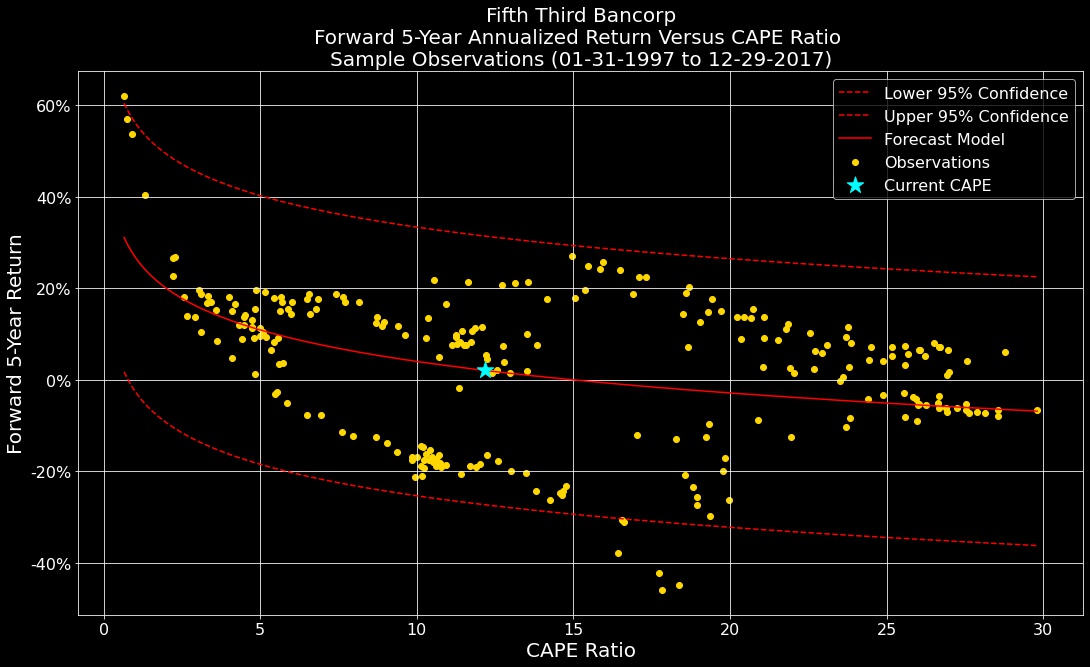 Fifth Third Bancorp
Forward 5-Year Annualized Return Versus CAPE Ratio
Sample Observations (01-31-1997 to 12-29-2017)
Lower 95% Confidence
Upper 95% Confidence
Forecast Model
Observations
Current CAPE
Forward 5-Year Return
60%
40%
20%
0%
-20%
-40%
0 5 10 15 20 25 30
CAPE Ratio